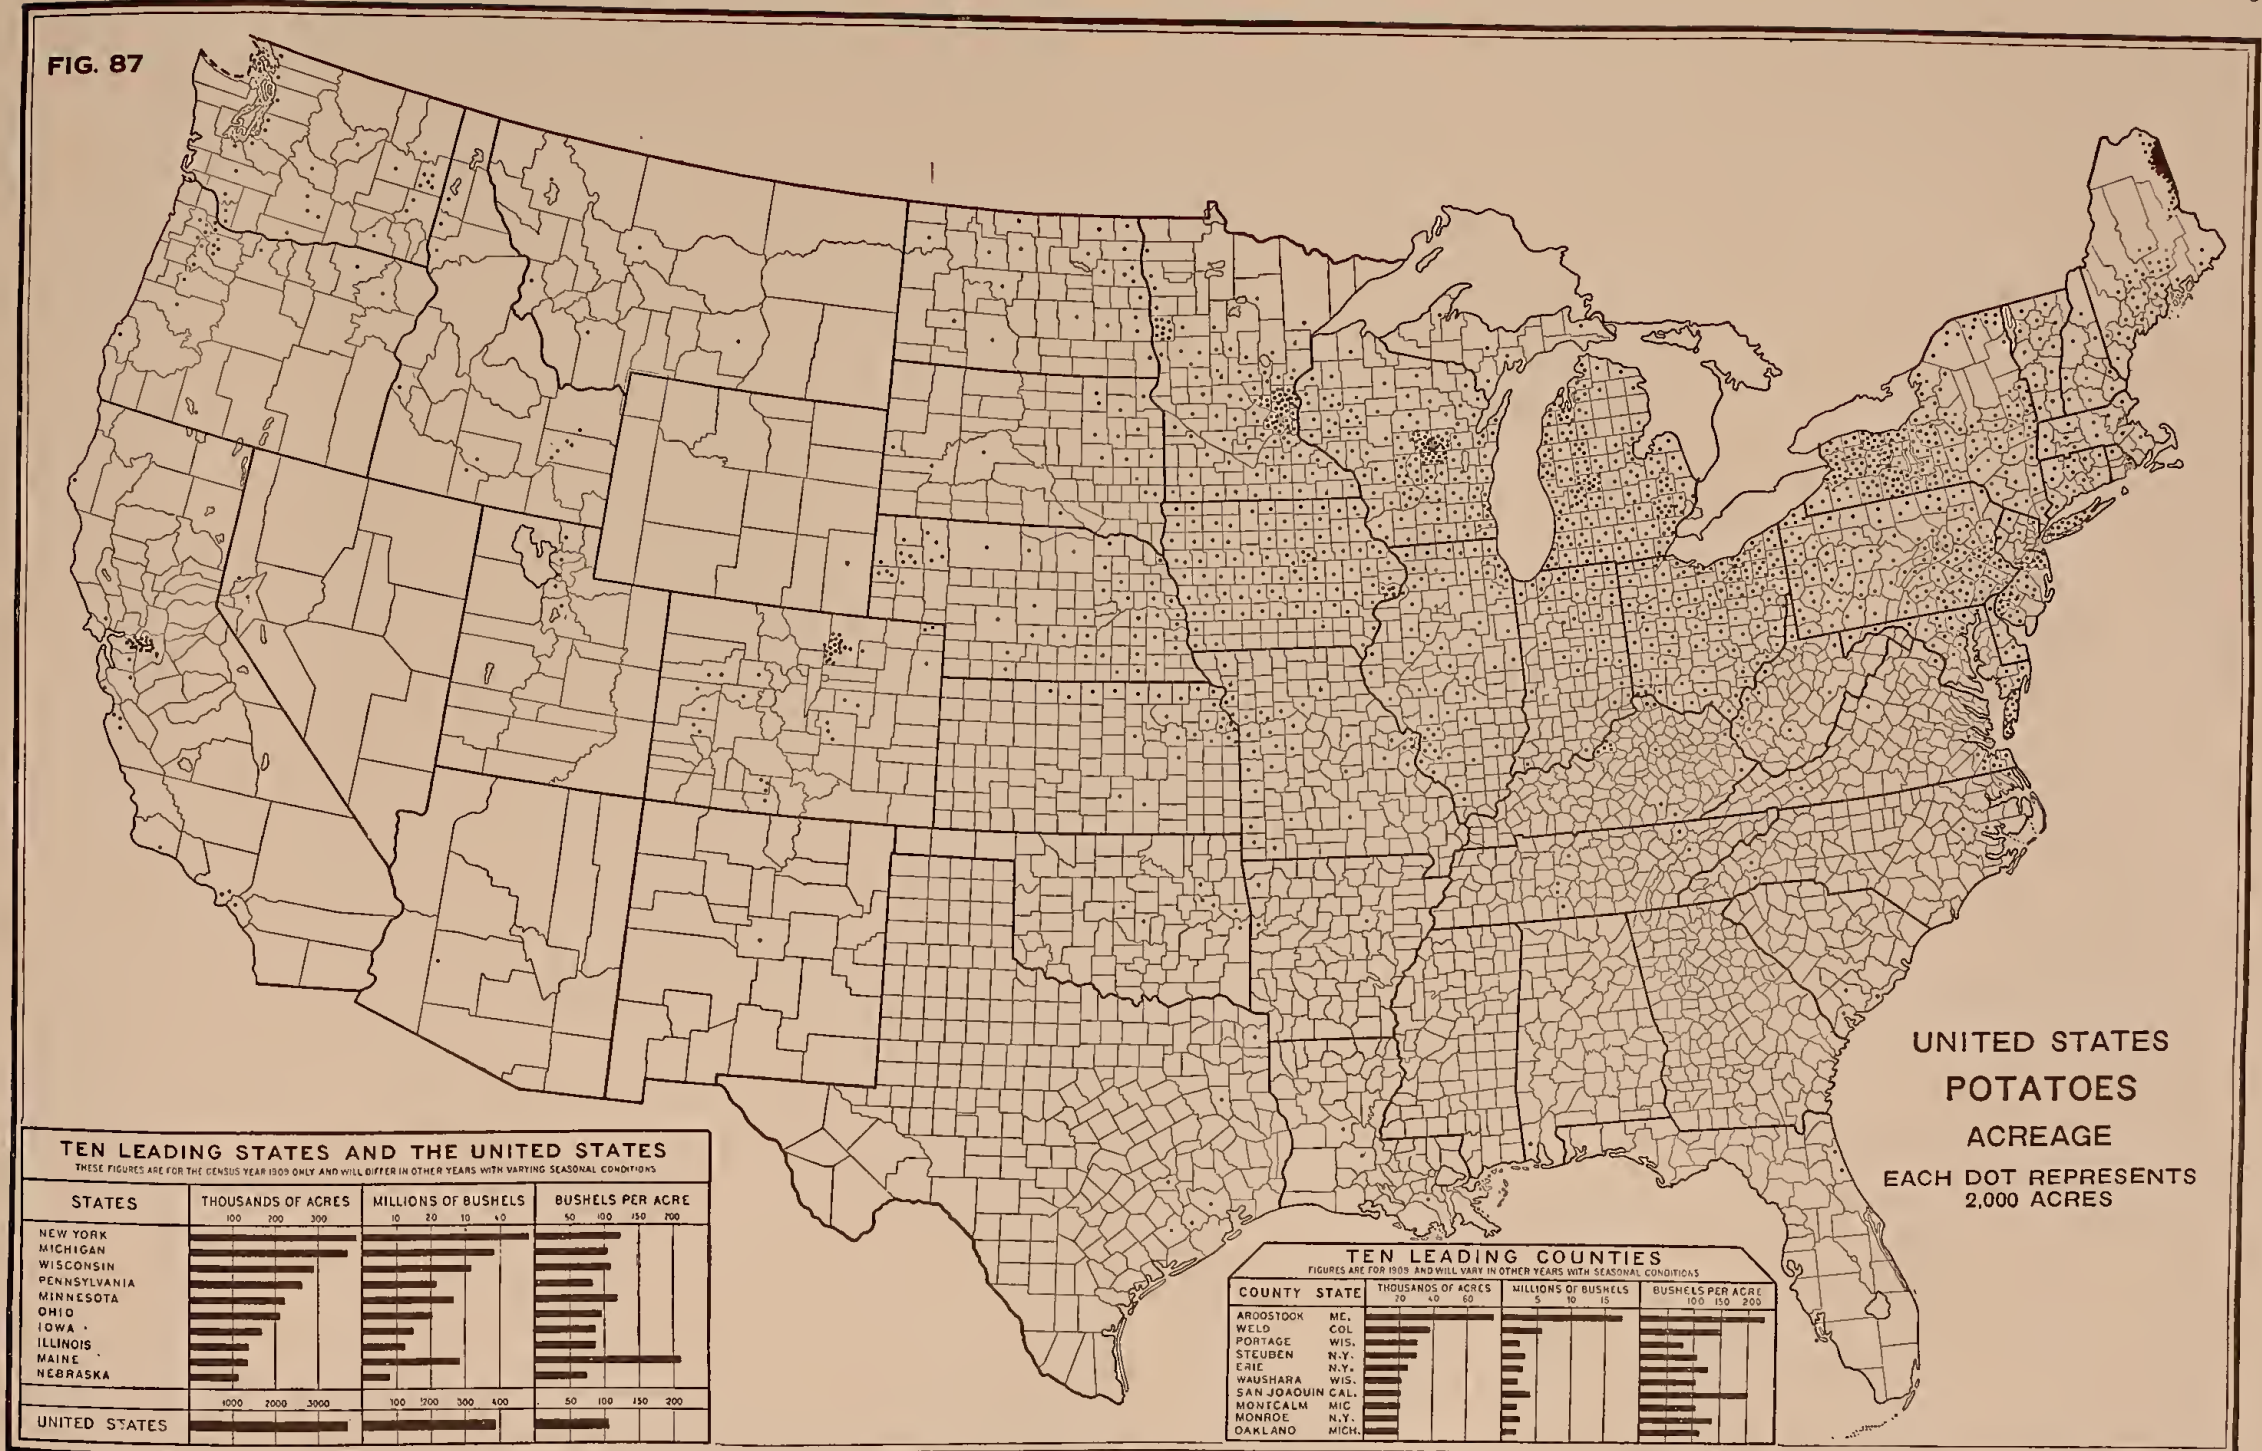 FIG. 87
UNITED STATES
POTATOES
ACREAGE
EACH DOT REPRESENTS
2,000 ACRES
TEN LEADING STATES AND THE UNITED STATES
THESE FIGURES ARE FOR THE CENSUS YEAR 1909 ONLY AND WILL DIFFER IN OTHER YEARS WITH VARYING SEASONAL CONDITIONS
STATES THOUSANDS OF ACRES MILLIONS OF BUSHELS BUSHELS PER ACRE
100 200 300 10 20 30 40 50 100 150 200
NEW YORK
MICHIGAN
WISCONSIN
PENNSYLVANIA
MINNESOTA
OHIO
IOWA
ILLINOIS
MAINE
NEBRASKA
1000 2000 3000 100 200 300 400 50 100 150 200
UNITED STATES
TEN LEADING COUNTIES
FIGURES ARE FOR 1909 AND WILL VARY IN OTHER YEARS WITH SEASONAL CONDITIONS
COUNTY STATE THOUSANDS OF ACRES MILLIONS OF BUSHELS BUSHELS PER ACRE
20 40 60 5 10 15 100 150 200
AROOSTOOK ME.
WELD COL
PORTAGE WIS.
STEUBEN N.Y.
ERIE N.Y.
WAUSHARA WIS.
SAN JOAQUIN CAL.
MONTCALM MIC
MONROE N.Y.
OAKLAND MICH.